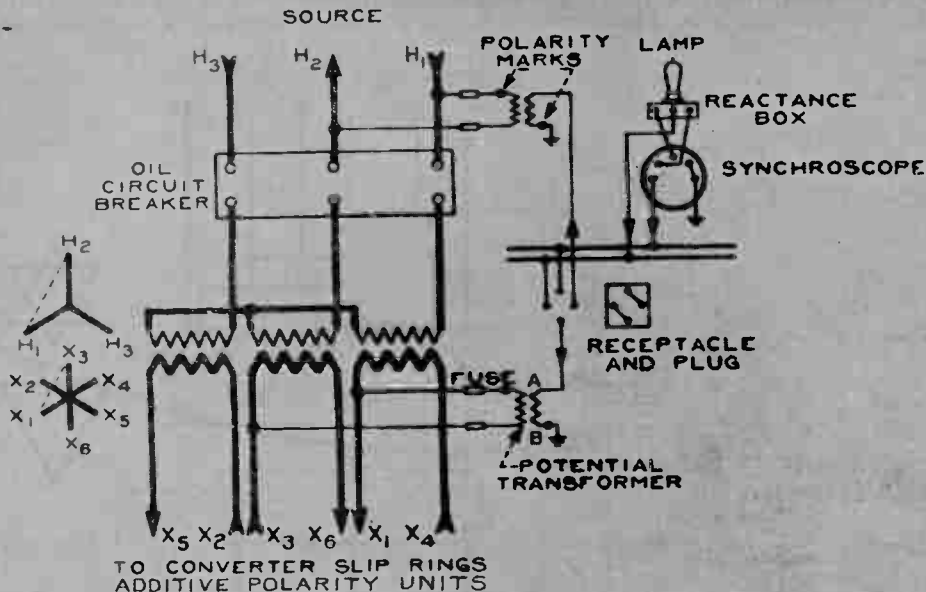 SOURCE
H3 H2 H1
POLARITY
MARKS
LAMP
REACTANCE
BOX
SYNCHROSCOPE
OIL
CIRCUIT
BREAKER
H2
H1 H3
X3
X2 X4
X1 X5
X6
RECEPTACLE
AND PLUG
FUSE A
B
POTENTIAL
TRANSFORMER
X5 X2 X3 X6 X1 X4
TO CONVERTER SLIP RINGS
ADDITIVE POLARITY UNITS